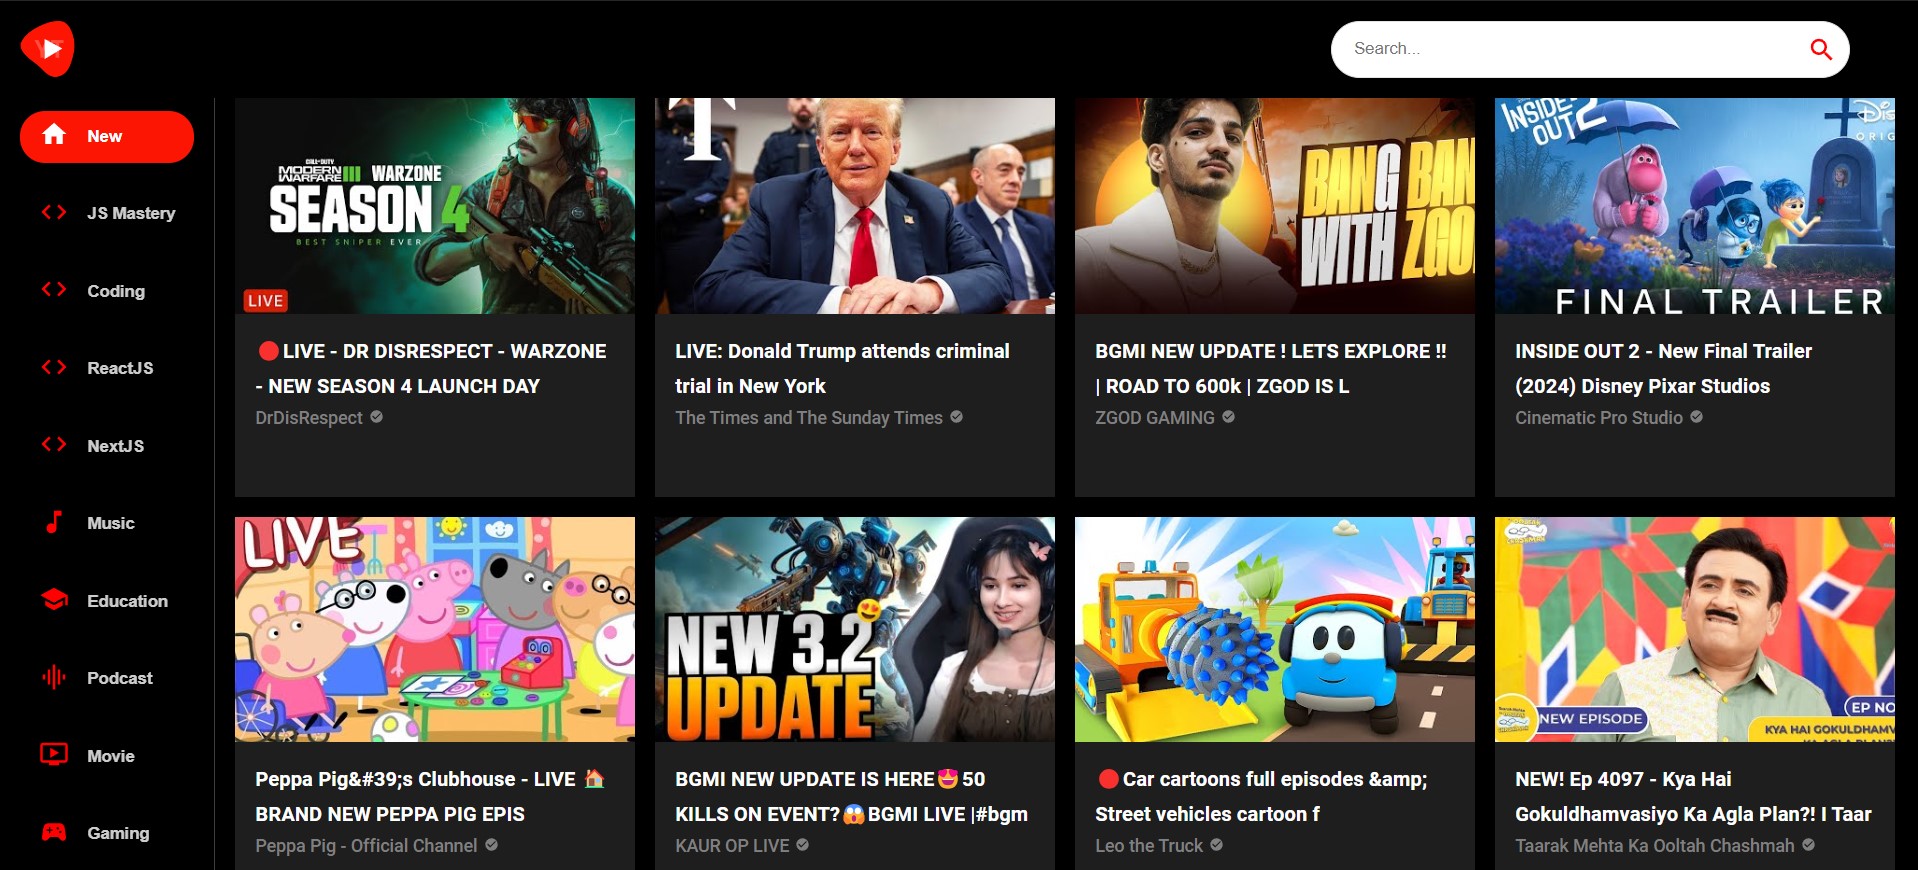 YT
Search...
New
JS Mastery
Coding
ReactJS
NextJS
Music
Education
Podcast
Movie
Gaming
CALL OF DUTY
MODERN WARFARE III WARZONE
SEASON 4
BEST SNIPER EVER
LIVE
🔴LIVE - DR DISRESPECT - WARZONE
- NEW SEASON 4 LAUNCH DAY
DrDisRespect
T
LIVE: Donald Trump attends criminal
trial in New York
The Times and The Sunday Times
BANG BAN
WITH ZGO
BGMI NEW UPDATE ! LETS EXPLORE !!
| ROAD TO 600k | ZGOD IS L
ZGOD GAMING
INSIDE
OUT 2
Dis
ORIG
FINAL TRAILER
INSIDE OUT 2 - New Final Trailer
(2024) Disney Pixar Studios
Cinematic Pro Studio
LIVE
Peppa Pig&#39;s Clubhouse - LIVE 🏠
BRAND NEW PEPPA PIG EPIS
Peppa Pig - Official Channel
NEW 3.2
UPDATE
BGMI NEW UPDATE IS HERE😍50
KILLS ON EVENT?😱BGMI LIVE |#bgm
KAUR OP LIVE
🔴Car cartoons full episodes &amp;
Street vehicles cartoon f
Leo the Truck
NEW EPISODE
EP NO
KYA HAI GOKULDHAMV
NEW! Ep 4097 - Kya Hai
Gokuldhamvasiyo Ka Agla Plan?! I Taar
Taarak Mehta Ka Ooltah Chashmah